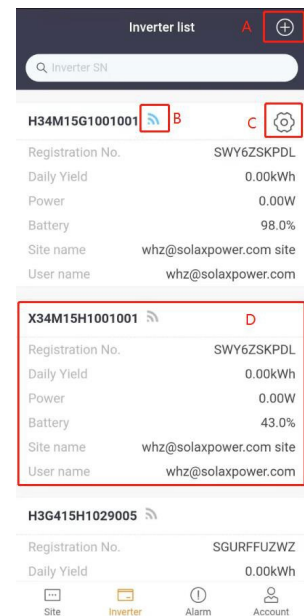 Inverter list A
Inverter SN
H34M15G1001001 B C
Registration No. SWY6ZSKPDL
Daily Yield 0.00kWh
Power 0.00W
Battery 98.0%
Site name whz@solaxpower.com site
User name whz@solaxpower.com
X34M15H1001001 D
Registration No. SWY6ZSKPDL
Daily Yield 0.00kWh
Power 0.00W
Battery 43.0%
Site name whz@solaxpower.com site
User name whz@solaxpower.com
H3G415H1029005
Registration No. SGURFFUZWZ
Daily Yield 0.00kWh
Site Inverter Alarm Account